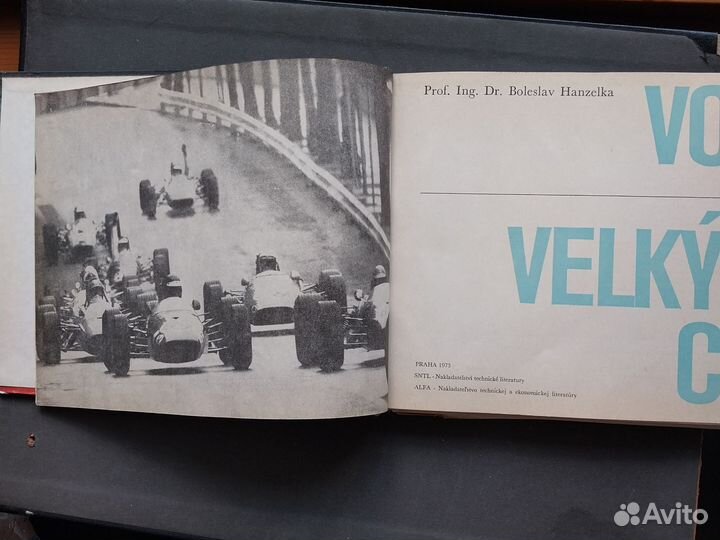 Prof. Ing. Dr. Boleslav Hanzelka
VO
VELKÝ
C
PRAHA 1973
SNTL - Nakladatelství technické literatury
ALFA - Nakladateľstvo technickej a ekonomickej literatúry
Avito